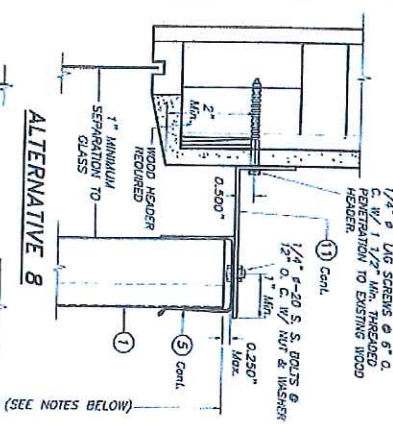 1/4" ø LAG SCREWS @ 6" O.
C. W/ 1 1/2" Min. THREADED
PENETRATION TO EXISTING WOOD
HEADER.
2"
Min.
WOOD HEADER
REQUIRED
0.500"
11 Cont.
1/4" ø-20 S. S. BOLTS @
12" O. C. W/ NUT & WASHER
1" Min.
1" MINIMUM
SEPARATION TO
GLASS
0.250"
Max.
5 Cont.
1
ALTERNATIVE 8
(SEE NOTES BELOW)